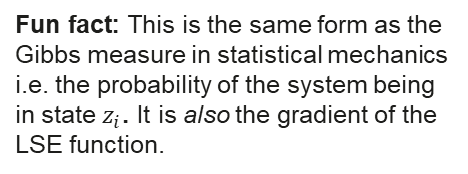 Fun fact: This is the same form as the
Gibbs measure in statistical mechanics
i.e. the probability of the system being
in state zᵢ. It is also the gradient of the
LSE function.